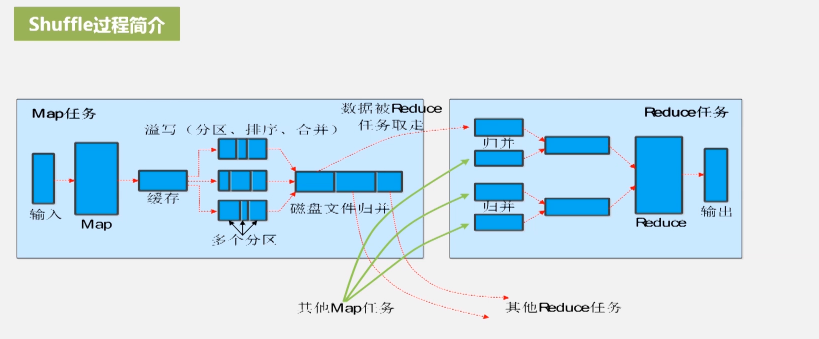 Shuffle过程简介
Map任务
数据被Reduce
任务取走
Reduce任务
溢写（分区、排序、合并）
归并
输入
Map
缓存
磁盘文件归并
多个分区
归并
Reduce
输出
其他Map任务
其他Reduce任务